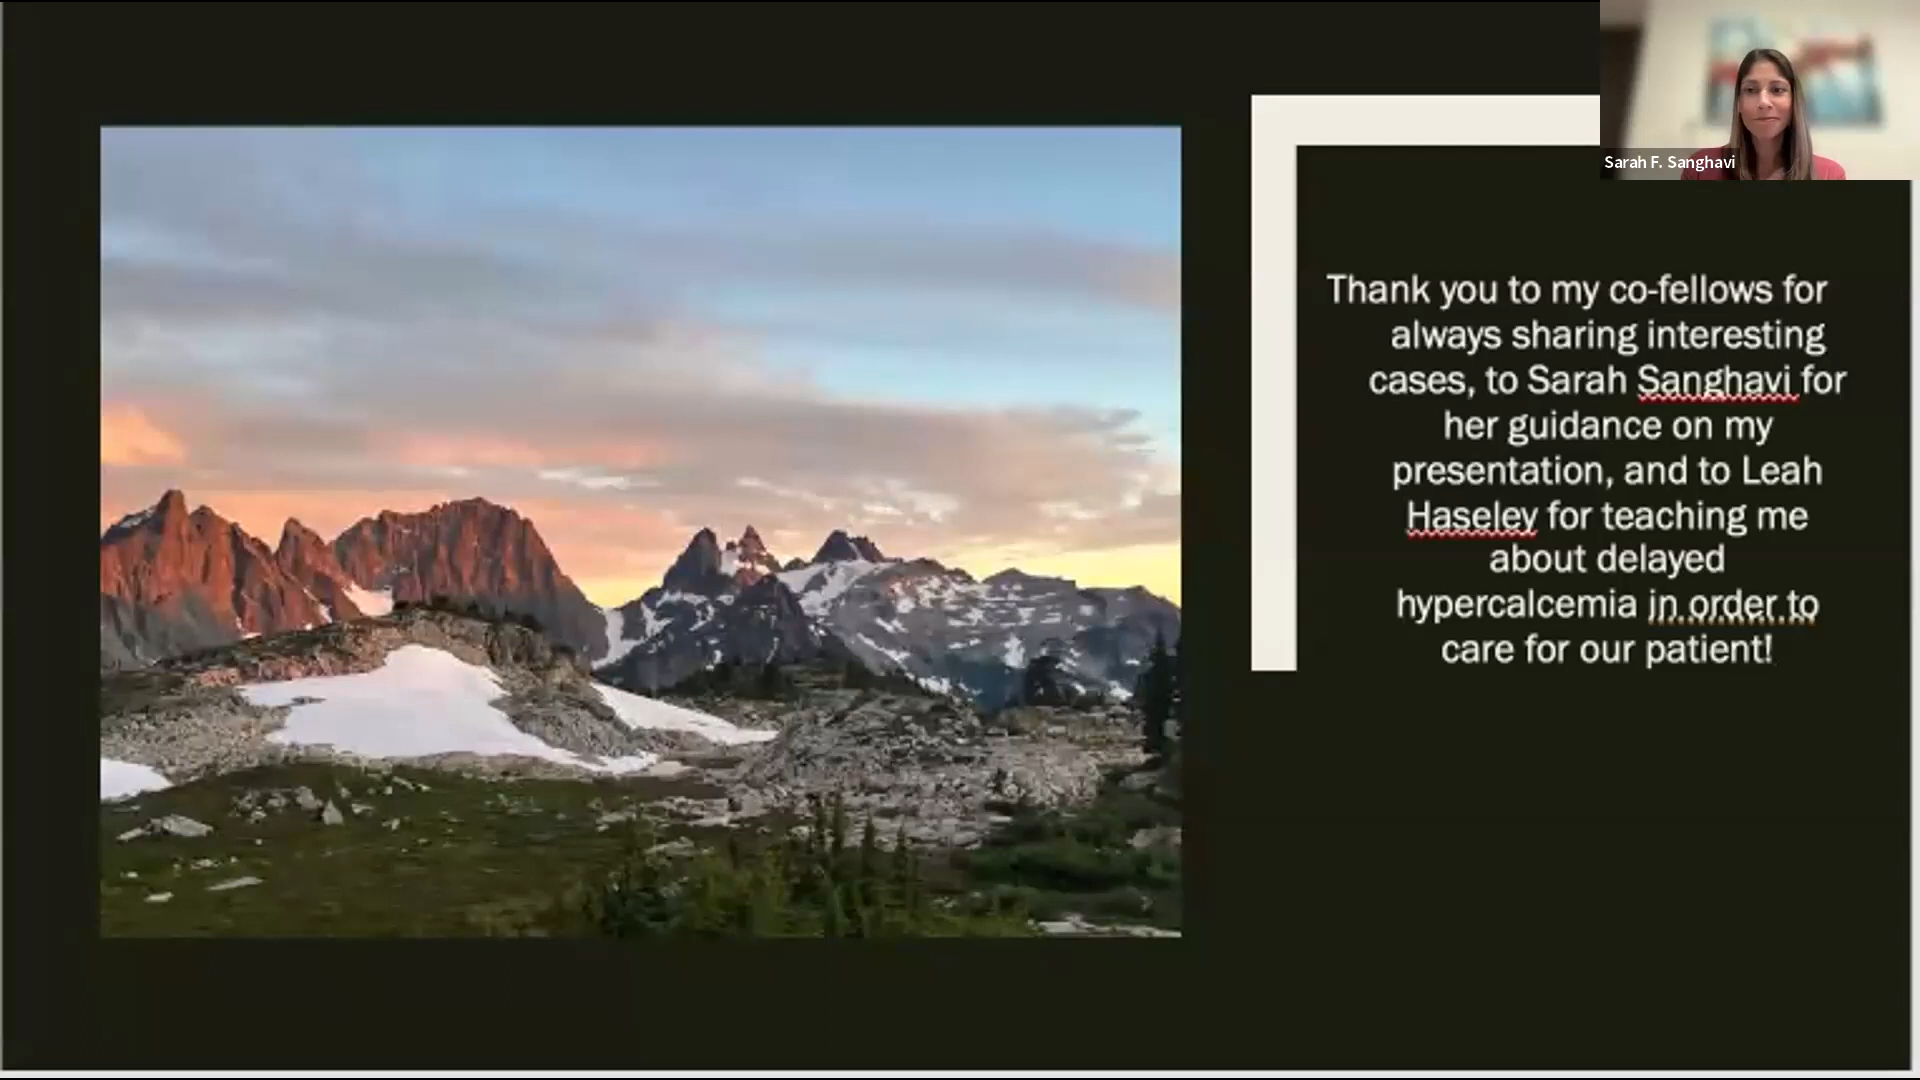 Sarah F. Sanghavi
Thank you to my co-fellows for
always sharing interesting
cases, to Sarah Sanghavi for
her guidance on my
presentation, and to Leah
Haseley for teaching me
about delayed
hypercalcemia in order to
care for our patient!